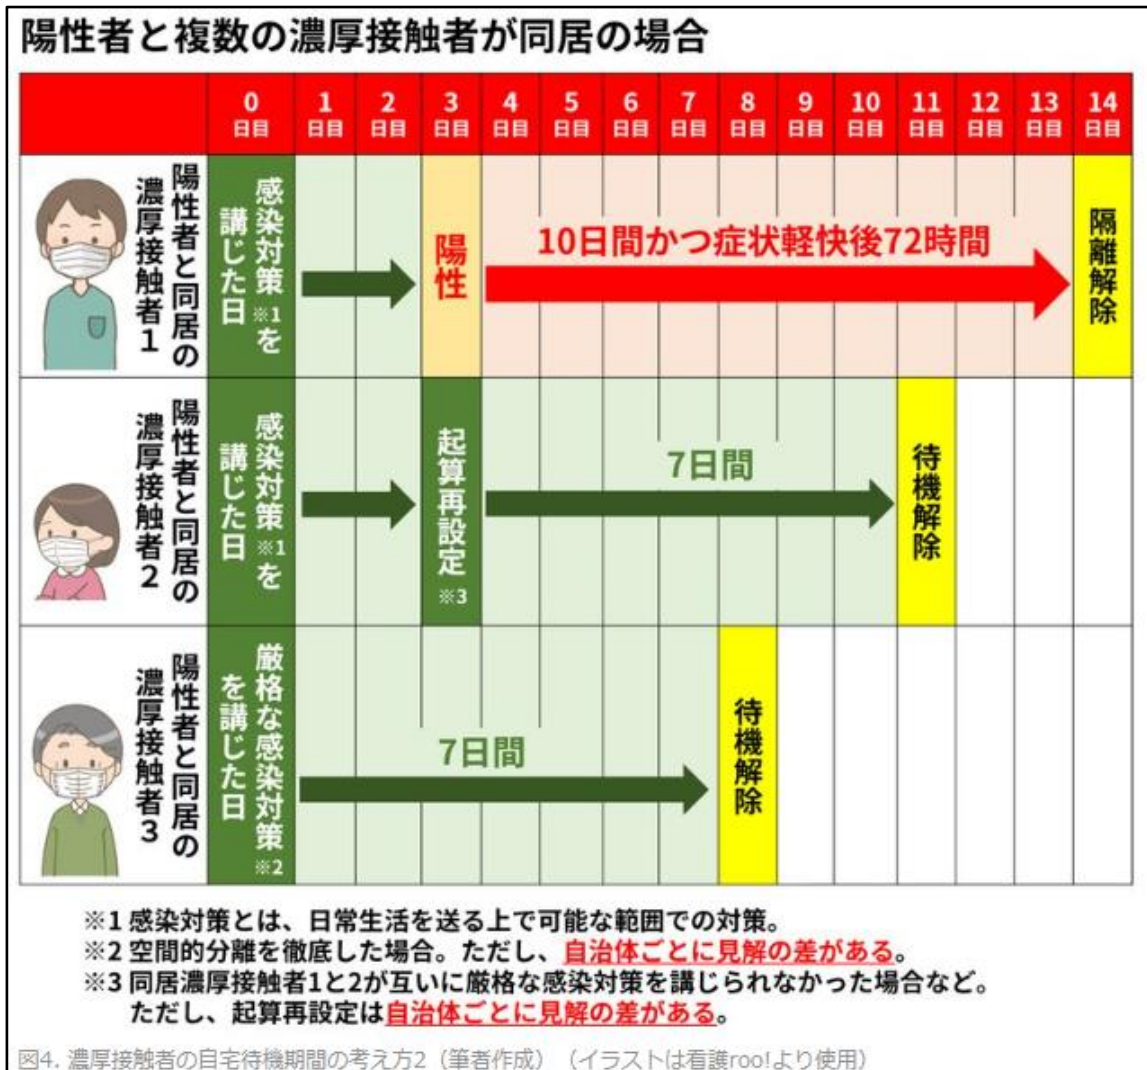 陽性者と複数の濃厚接触者が同居の場合
0日目 1日目 2日目 3日目 4日目 5日目 6日目 7日目 8日目 9日目 10日目 11日目 12日目 13日目 14日目
陽性者と同居の
濃厚接触者1
感染対策※1を
講じた日
陽性
10日間かつ症状軽快後72時間
隔離解除
陽性者と同居の
濃厚接触者2
感染対策※1を
講じた日
起算再設定※3
7日間
待機解除
陽性者と同居の
濃厚接触者3
厳格な感染対策※2
を講じた日
7日間
待機解除
※1 感染対策とは、日常生活を送る上で可能な範囲での対策。
※2 空間的分離を徹底した場合。ただし、自治体ごとに見解の差がある。
※3 同居濃厚接触者1と2が互いに厳格な感染対策を講じられなかった場合など。
ただし、起算再設定は自治体ごとに見解の差がある。
図4. 濃厚接触者の自宅待機期間の考え方2（筆者作成）（イラストは看護roo!より使用）